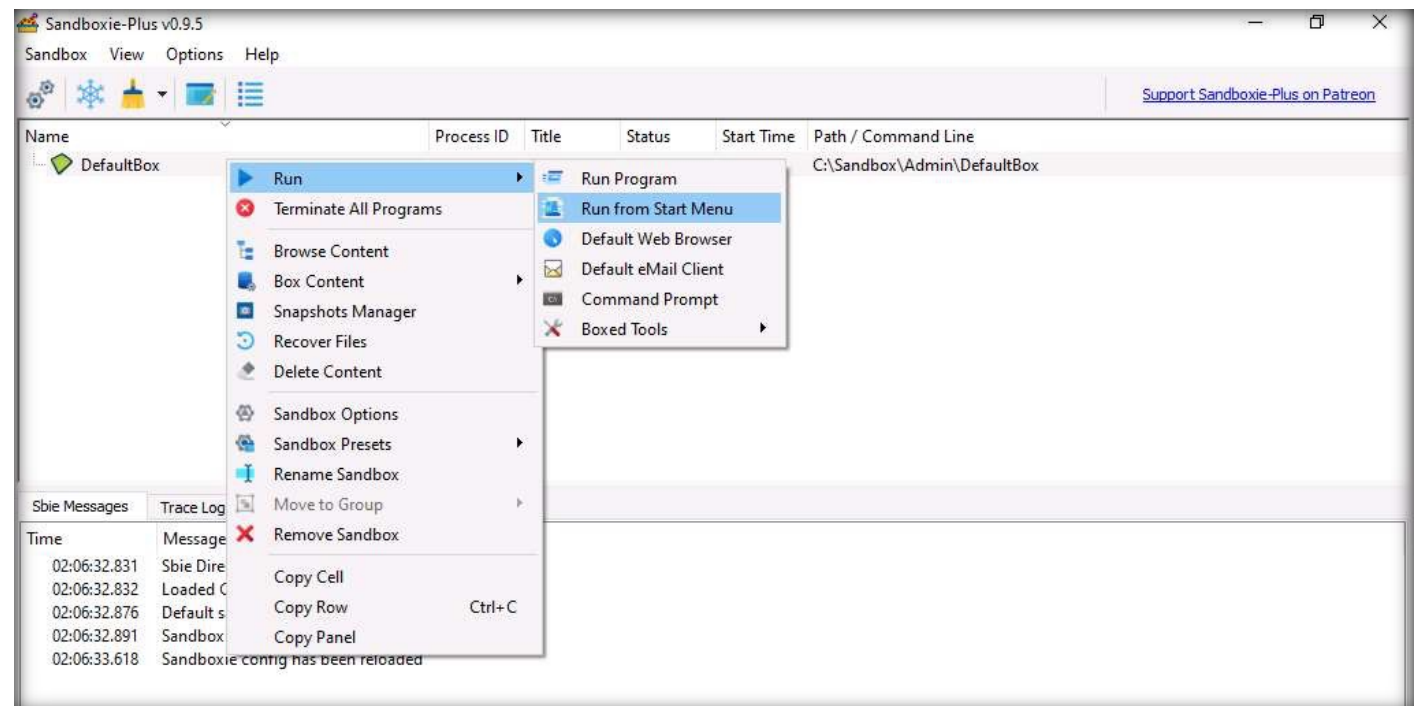 Sandboxie-Plus v0.9.5
Sandbox View Options Help
Support Sandboxie-Plus on Patreon
Name Process ID Title Status Start Time Path / Command Line
DefaultBox C:\Sandbox\Admin\DefaultBox
Run
Terminate All Programs
Browse Content
Box Content
Snapshots Manager
Recover Files
Delete Content
Sandbox Options
Sandbox Presets
Rename Sandbox
Move to Group
Remove Sandbox
Copy Cell
Copy Row Ctrl+C
Copy Panel
Run Program
Run from Start Menu
Default Web Browser
Default eMail Client
Command Prompt
Boxed Tools
Sbie Messages Trace Log
Time Message
02:06:32.831 Sbie Dire
02:06:32.832 Loaded
02:06:32.876 Default s
02:06:32.891 Sandbox
02:06:33.618 Sandboxie config has been reloaded